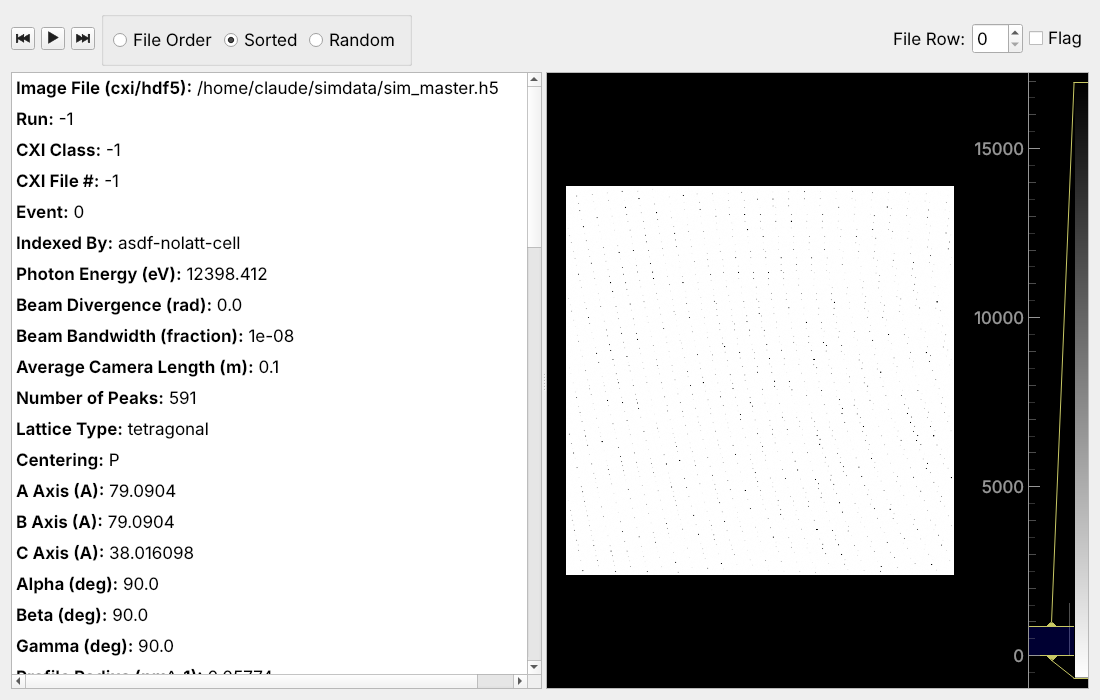 File Order Sorted Random File Row: 0 Flag
Image File (cxi/hdf5): /home/claude/simdata/sim_master.h5
Run: -1
CXI Class: -1
CXI File #: -1
Event: 0
Indexed By: asdf-nolatt-cell
Photon Energy (eV): 12398.412
Beam Divergence (rad): 0.0
Beam Bandwidth (fraction): 1e-08
Average Camera Length (m): 0.1
Number of Peaks: 591
Lattice Type: tetragonal
Centering: P
A Axis (A): 79.0904
B Axis (A): 79.0904
C Axis (A): 38.016098
Alpha (deg): 90.0
Beta (deg): 90.0
Gamma (deg): 90.0
15000
10000
5000
0